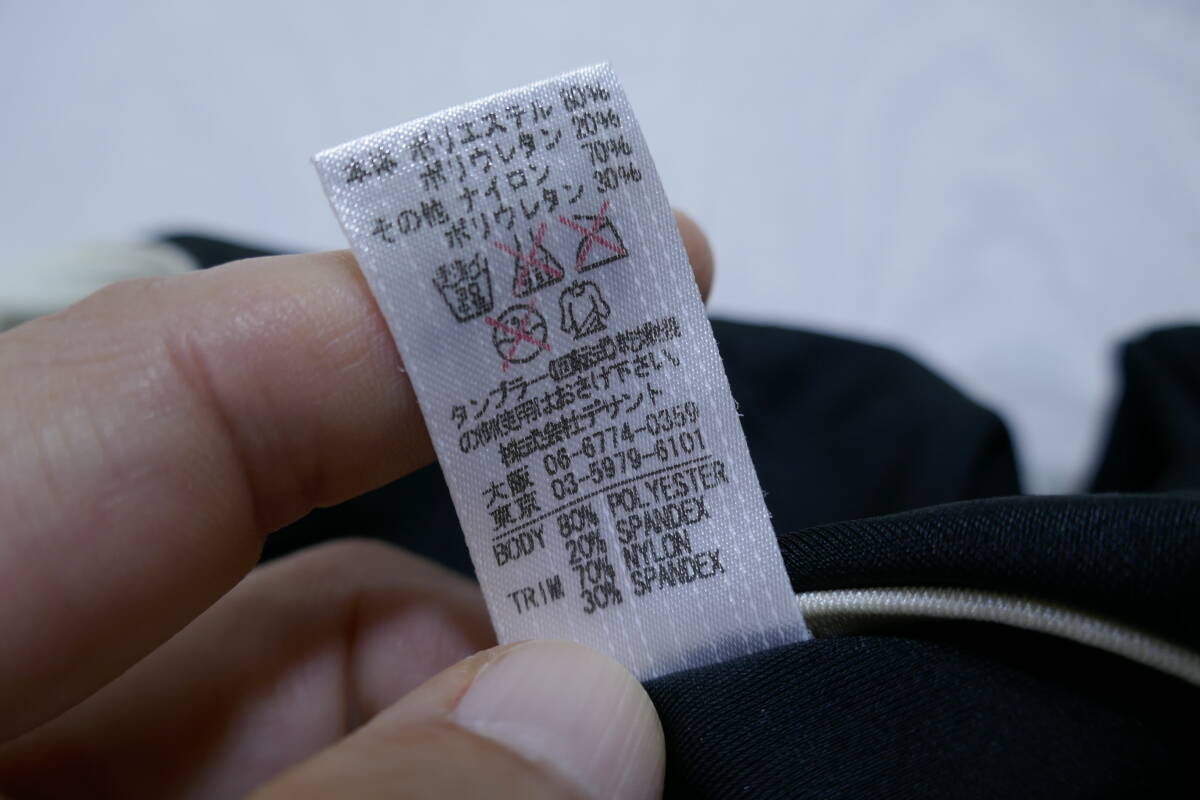 本体 ポリエステル 80%
ポリウレタン 20%
その他 ナイロン 70%
ポリウレタン 30%
タンブラー(回転式)乾燥機
の御使用はおさけ下さい。
株式会社デサント
大阪 06-6774-0359
東京 03-5979-6101
BODY 80% POLYESTER
20% SPANDEX
TRIM 70% NYLON
30% SPANDEX